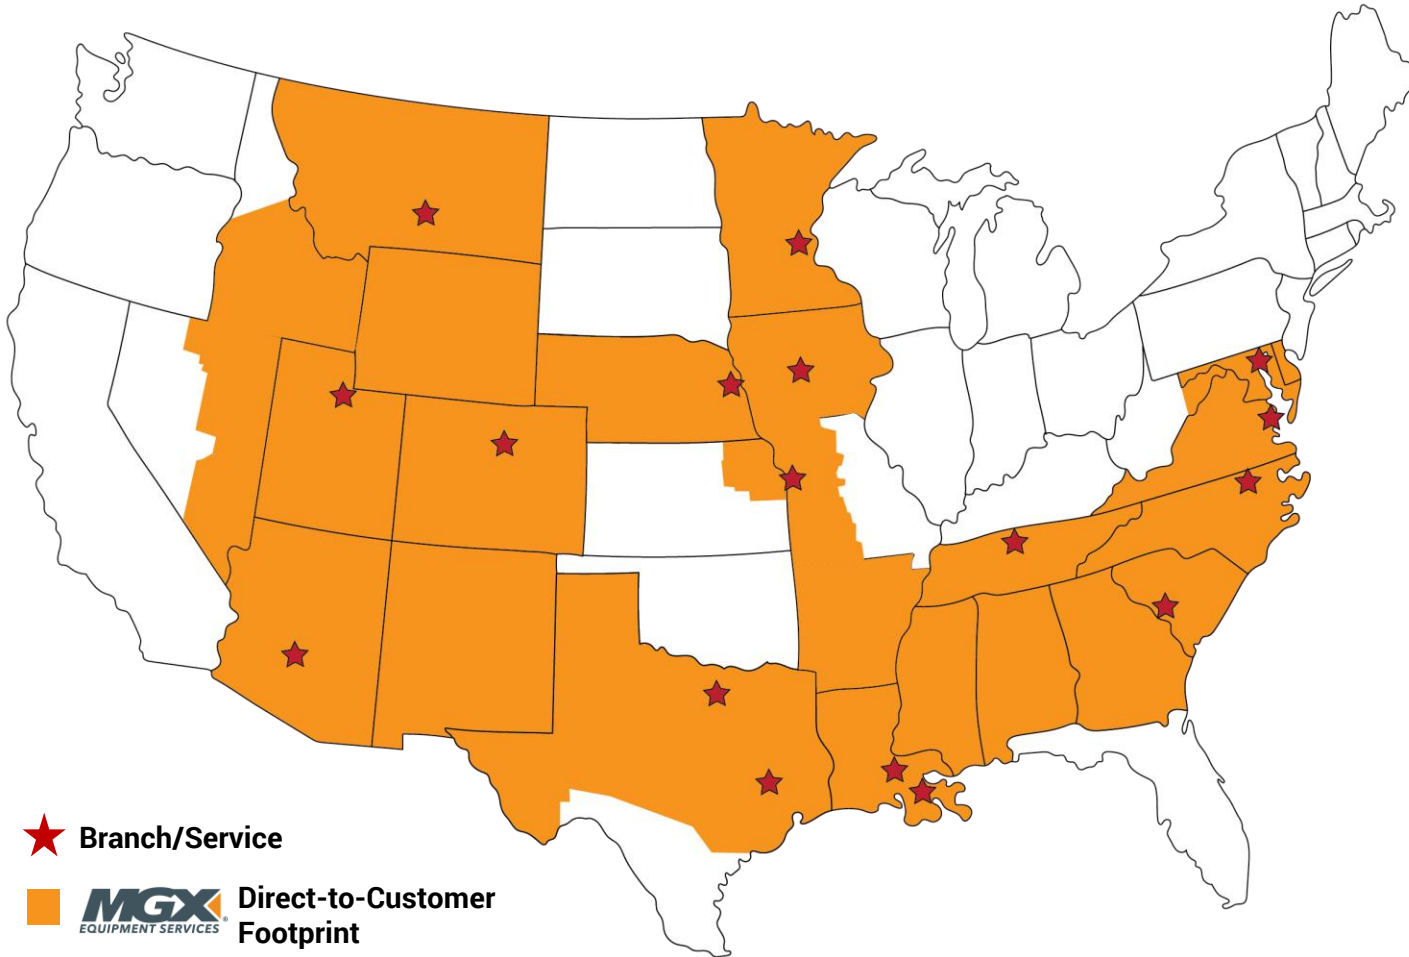 Branch/Service
MGX®
EQUIPMENT SERVICES
Direct-to-Customer
Footprint